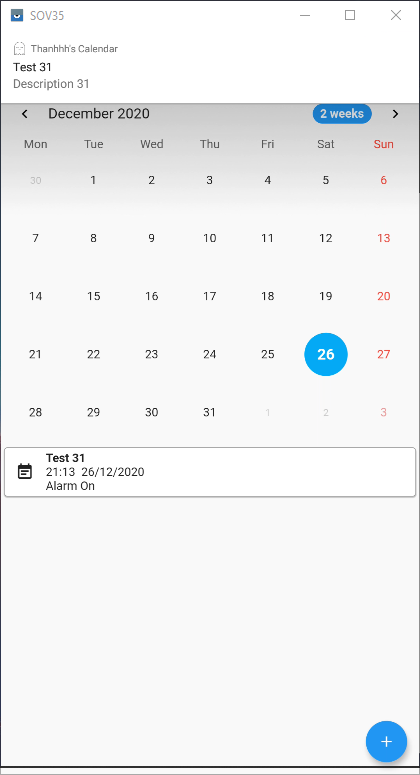 SOV35
Thanhhh's Calendar
Test 31
Description 31
December 2020 2 weeks
Mon Tue Wed Thu Fri Sat Sun
30 1 2 3 4 5 6
7 8 9 10 11 12 13
14 15 16 17 18 19 20
21 22 23 24 25 26 27
28 29 30 31 1 2 3
Test 31
21:13 26/12/2020
Alarm On